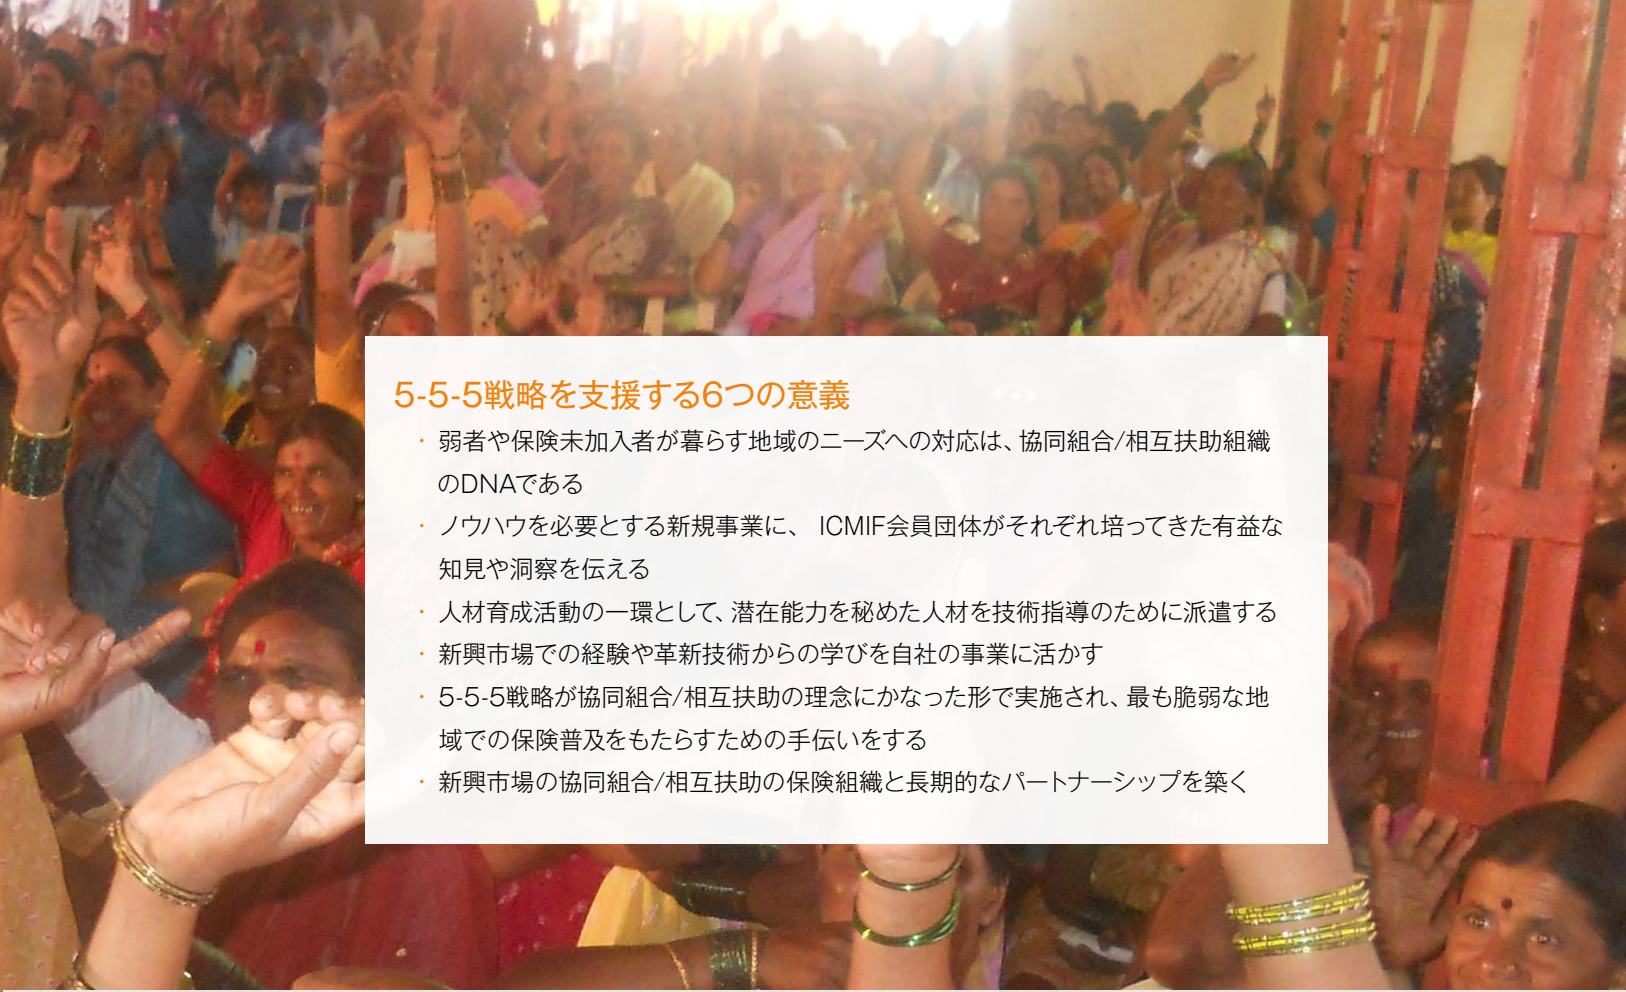 5-5-5戦略を支援する6つの意義
・ 弱者や保険未加入者が暮らす地域のニーズへの対応は、協同組合/相互扶助組織
のDNAである
・ ノウハウを必要とする新規事業に、 ICMIF会員団体がそれぞれ培ってきた有益な
知見や洞察を伝える
・ 人材育成活動の一環として、潜在能力を秘めた人材を技術指導のために派遣する
・ 新興市場での経験や革新技術からの学びを自社の事業に活かす
・ 5-5-5戦略が協同組合/相互扶助の理念にかなった形で実施され、最も脆弱な地
域での保険普及をもたらすための手伝いをする
・ 新興市場の協同組合/相互扶助の保険組織と長期的なパートナーシップを築く